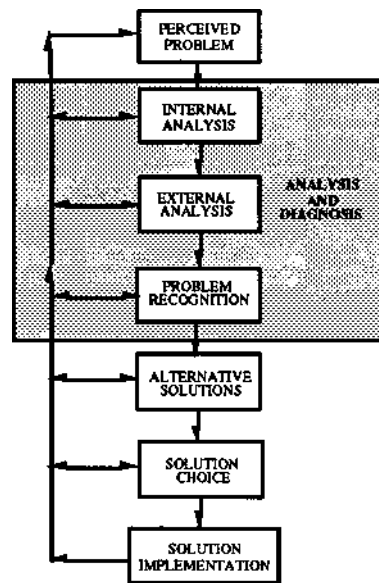 PERCEIVED
PROBLEM
INTERNAL
ANALYSIS
EXTERNAL
ANALYSIS
ANALYSIS
AND
DIAGNOSIS
PROBLEM
RECOGNITION
ALTERNATIVE
SOLUTIONS
SOLUTION
CHOICE
SOLUTION
IMPLEMENTATION